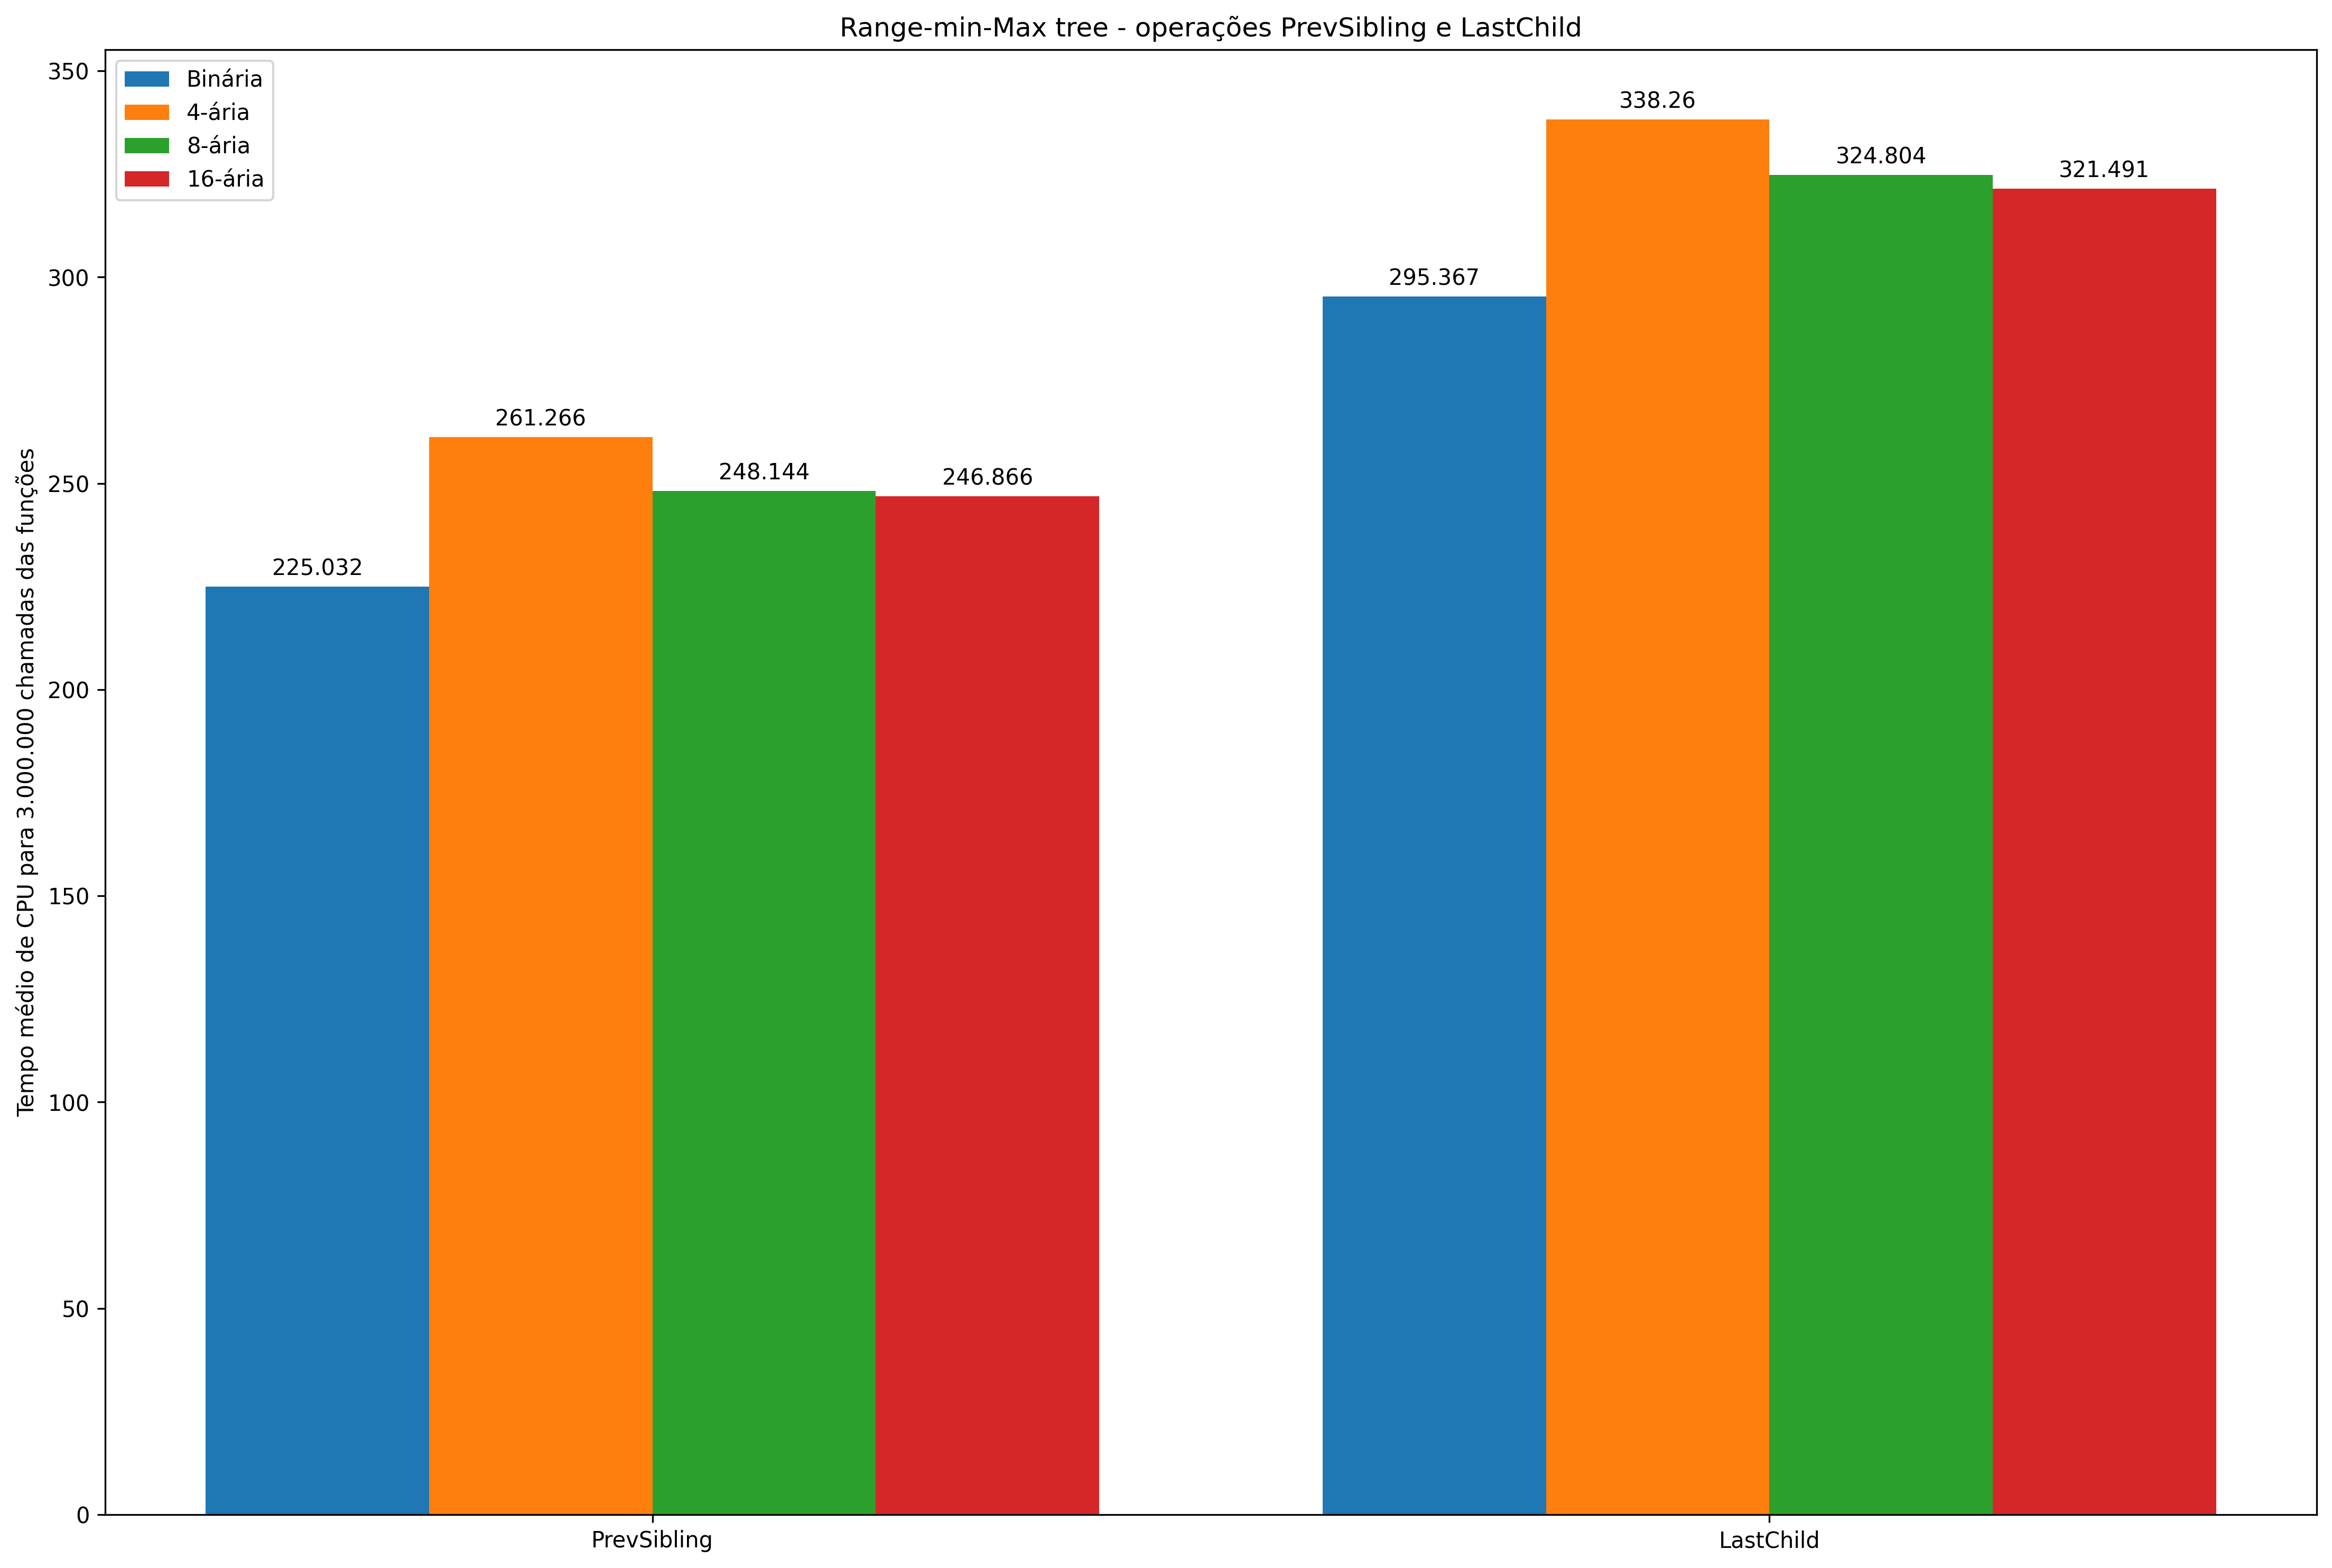 Range-min-Max tree - operações PrevSibling e LastChild
Binária
4-ária
8-ária
16-ária
Tempo médio de CPU para 3.000.000 chamadas das funções
350
300
250
200
150
100
50
0
225.032
261.266
248.144
246.866
295.367
338.26
324.804
321.491
PrevSibling
LastChild